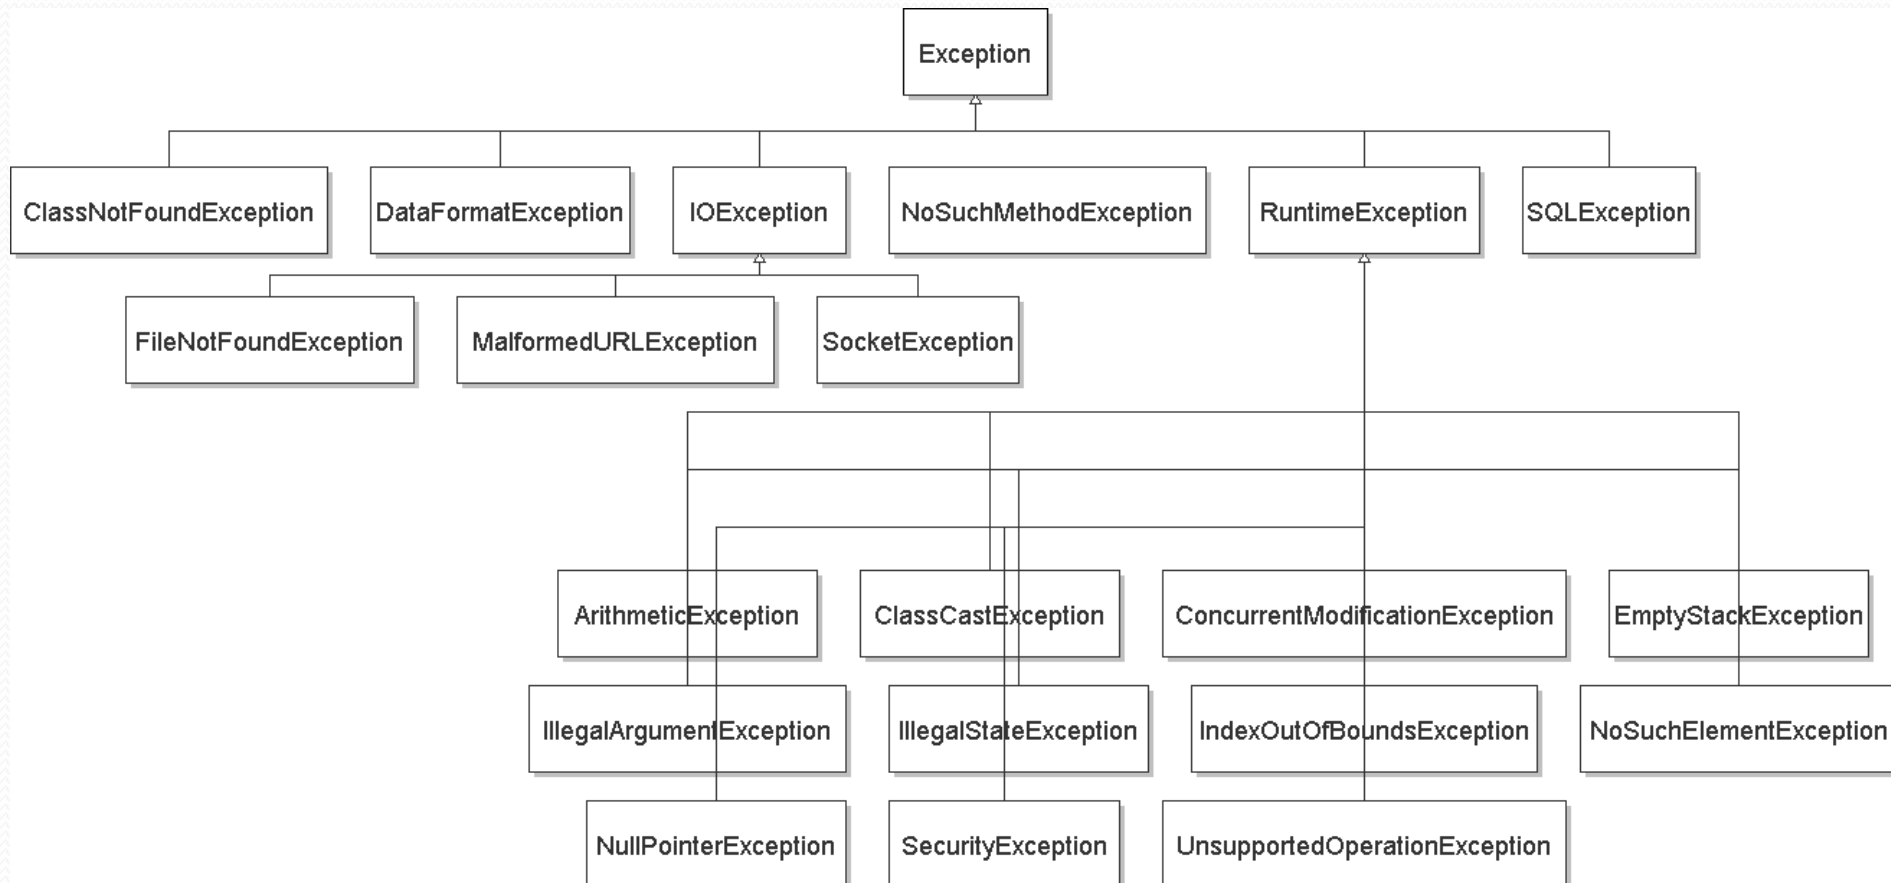 Exception
ClassNotFoundException
DataFormatException
IOException
NoSuchMethodException
RuntimeException
SQLException
FileNotFoundException
MalformedURLException
SocketException
ArithmeticException
ClassCastException
ConcurrentModificationException
EmptyStackException
IllegalArgumentException
IllegalStateException
IndexOutOfBoundsException
NoSuchElementException
NullPointerException
SecurityException
UnsupportedOperationException